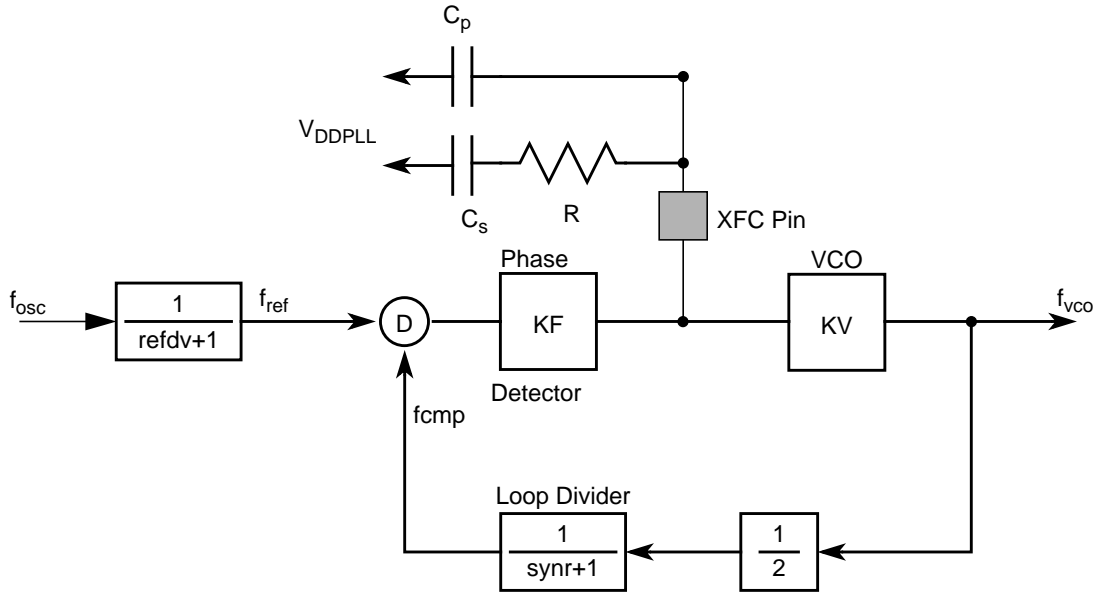 Cp
VDDPLL
Cs
R
XFC Pin
Phase
VCO
fosc
1
refdv+1
fref
D
KF
KV
fvco
Detector
fcmp
Loop Divider
1
synr+1
1
2